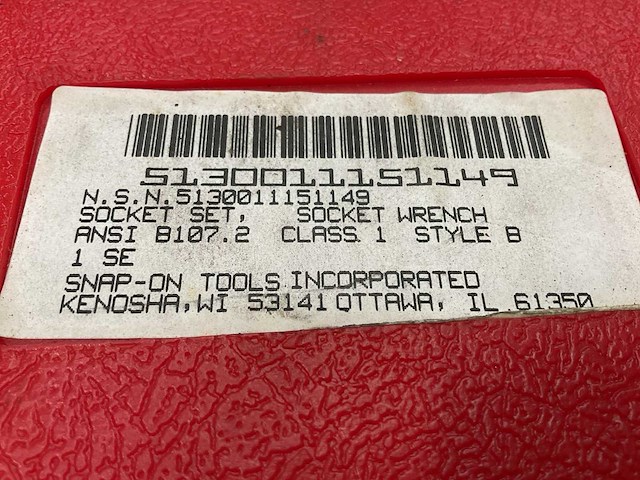 5130011151149
N.S.N.5130011151149
SOCKET SET, SOCKET WRENCH
ANSI B107.2 CLASS 1 STYLE B
1 SE
SNAP-ON TOOLS INCORPORATED
KENOSHA,WI 53141 OTTAWA, IL 61350